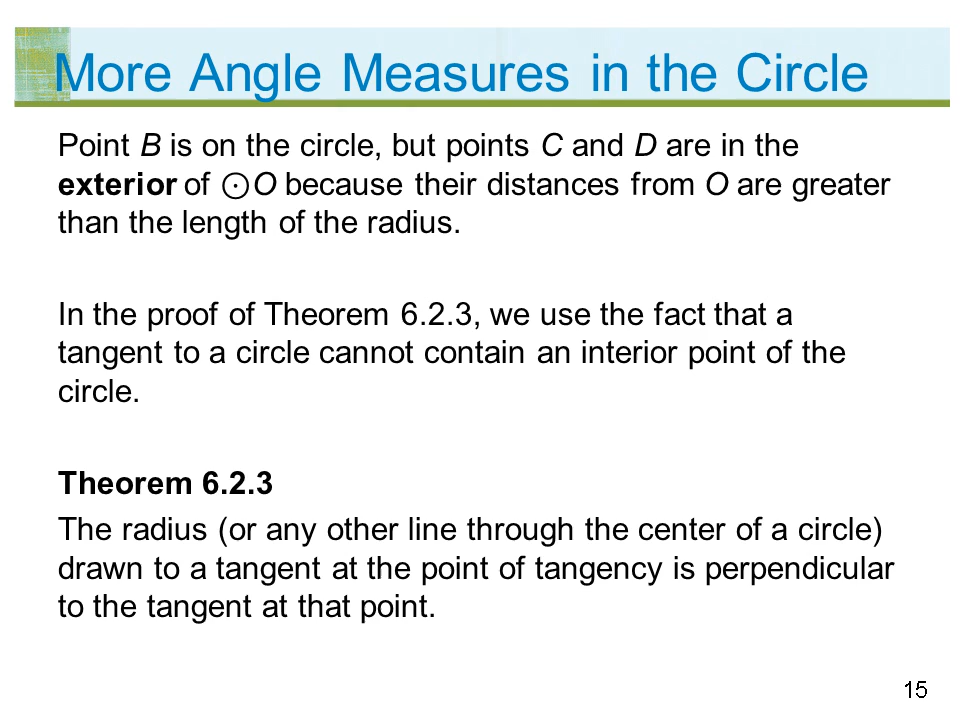 More Angle Measures in the Circle
Point B is on the circle, but points C and D are in the
exterior of ⨀O because their distances from O are greater
than the length of the radius.
In the proof of Theorem 6.2.3, we use the fact that a
tangent to a circle cannot contain an interior point of the
circle.
Theorem 6.2.3
The radius (or any other line through the center of a circle)
drawn to a tangent at the point of tangency is perpendicular
to the tangent at that point.
15